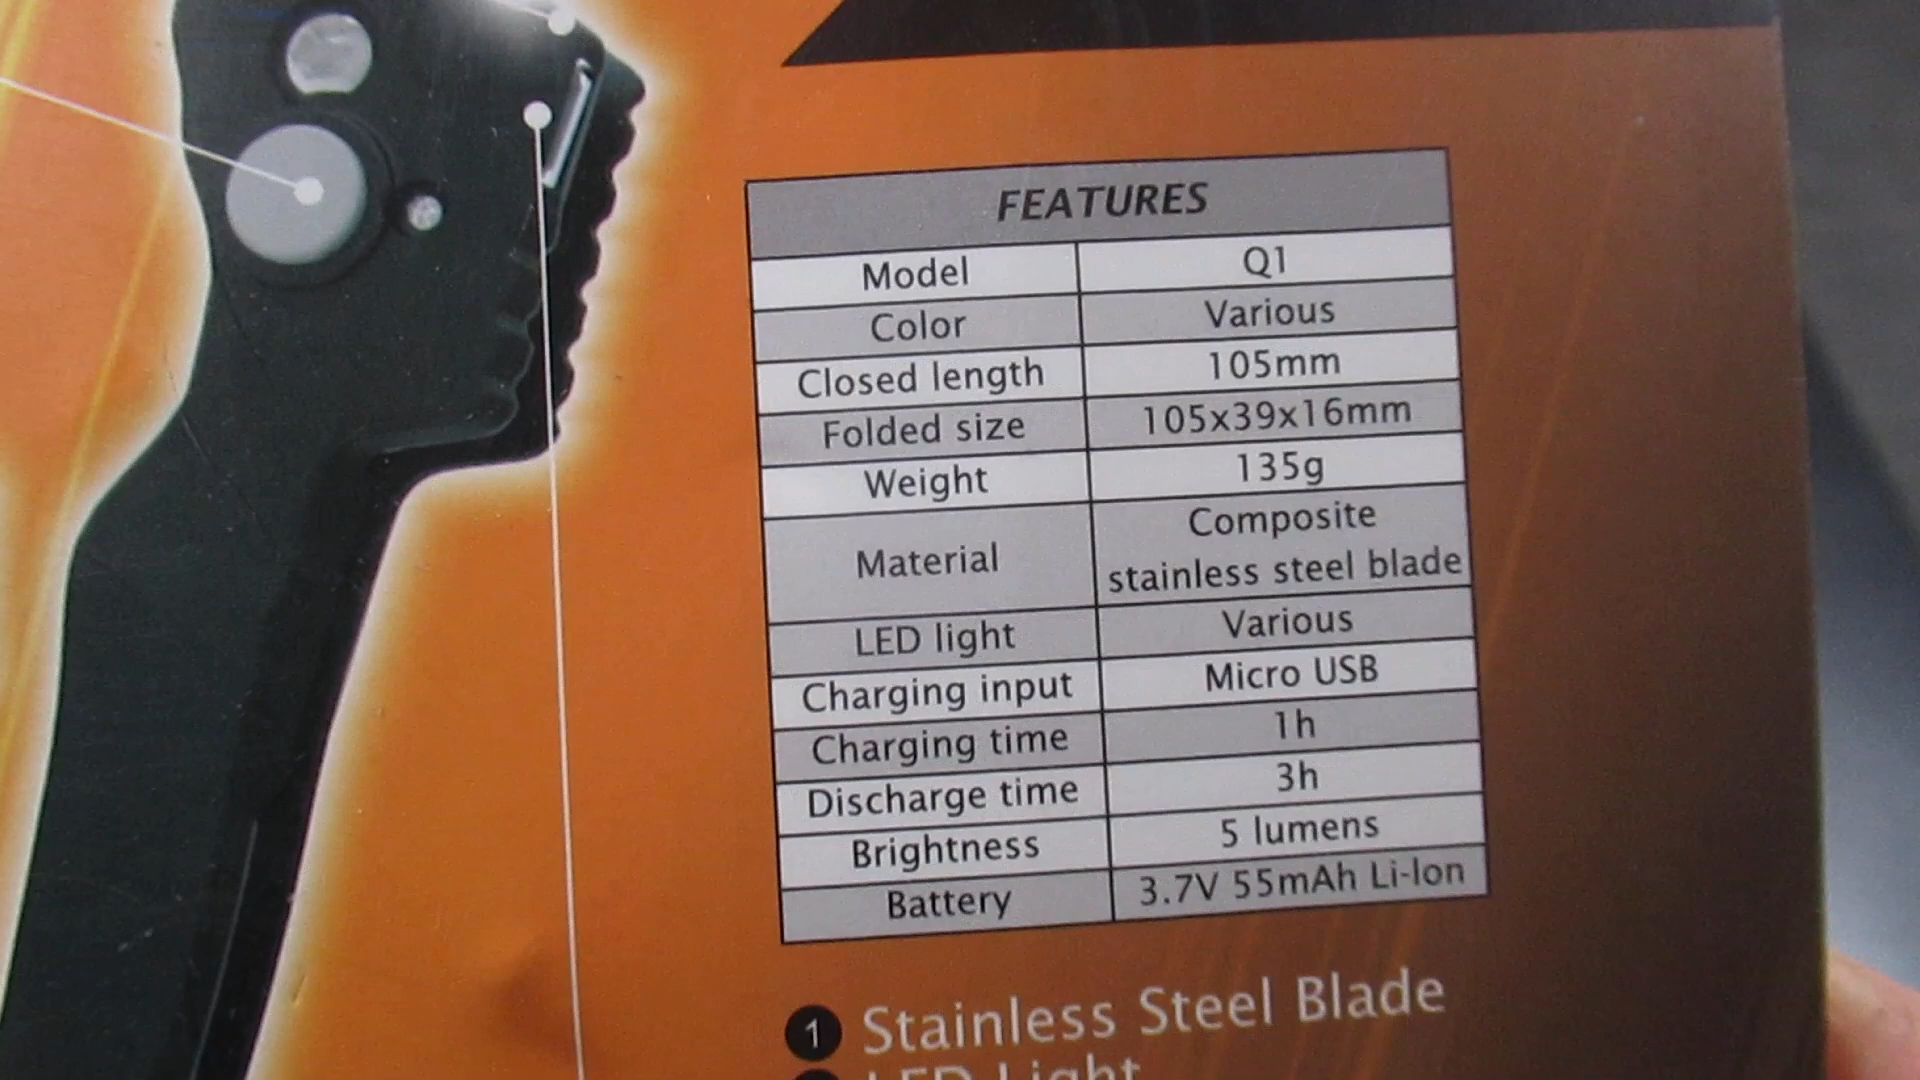 FEATURES
Model Q1
Color Various
Closed length 105mm
Folded size 105x39x16mm
Weight 135g
Material Composite
stainless steel blade
LED light Various
Charging input Micro USB
Charging time 1h
Discharge time 3h
Brightness 5 lumens
Battery 3.7V 55mAh Li-Ion
1 Stainless Steel Blade
LED Light